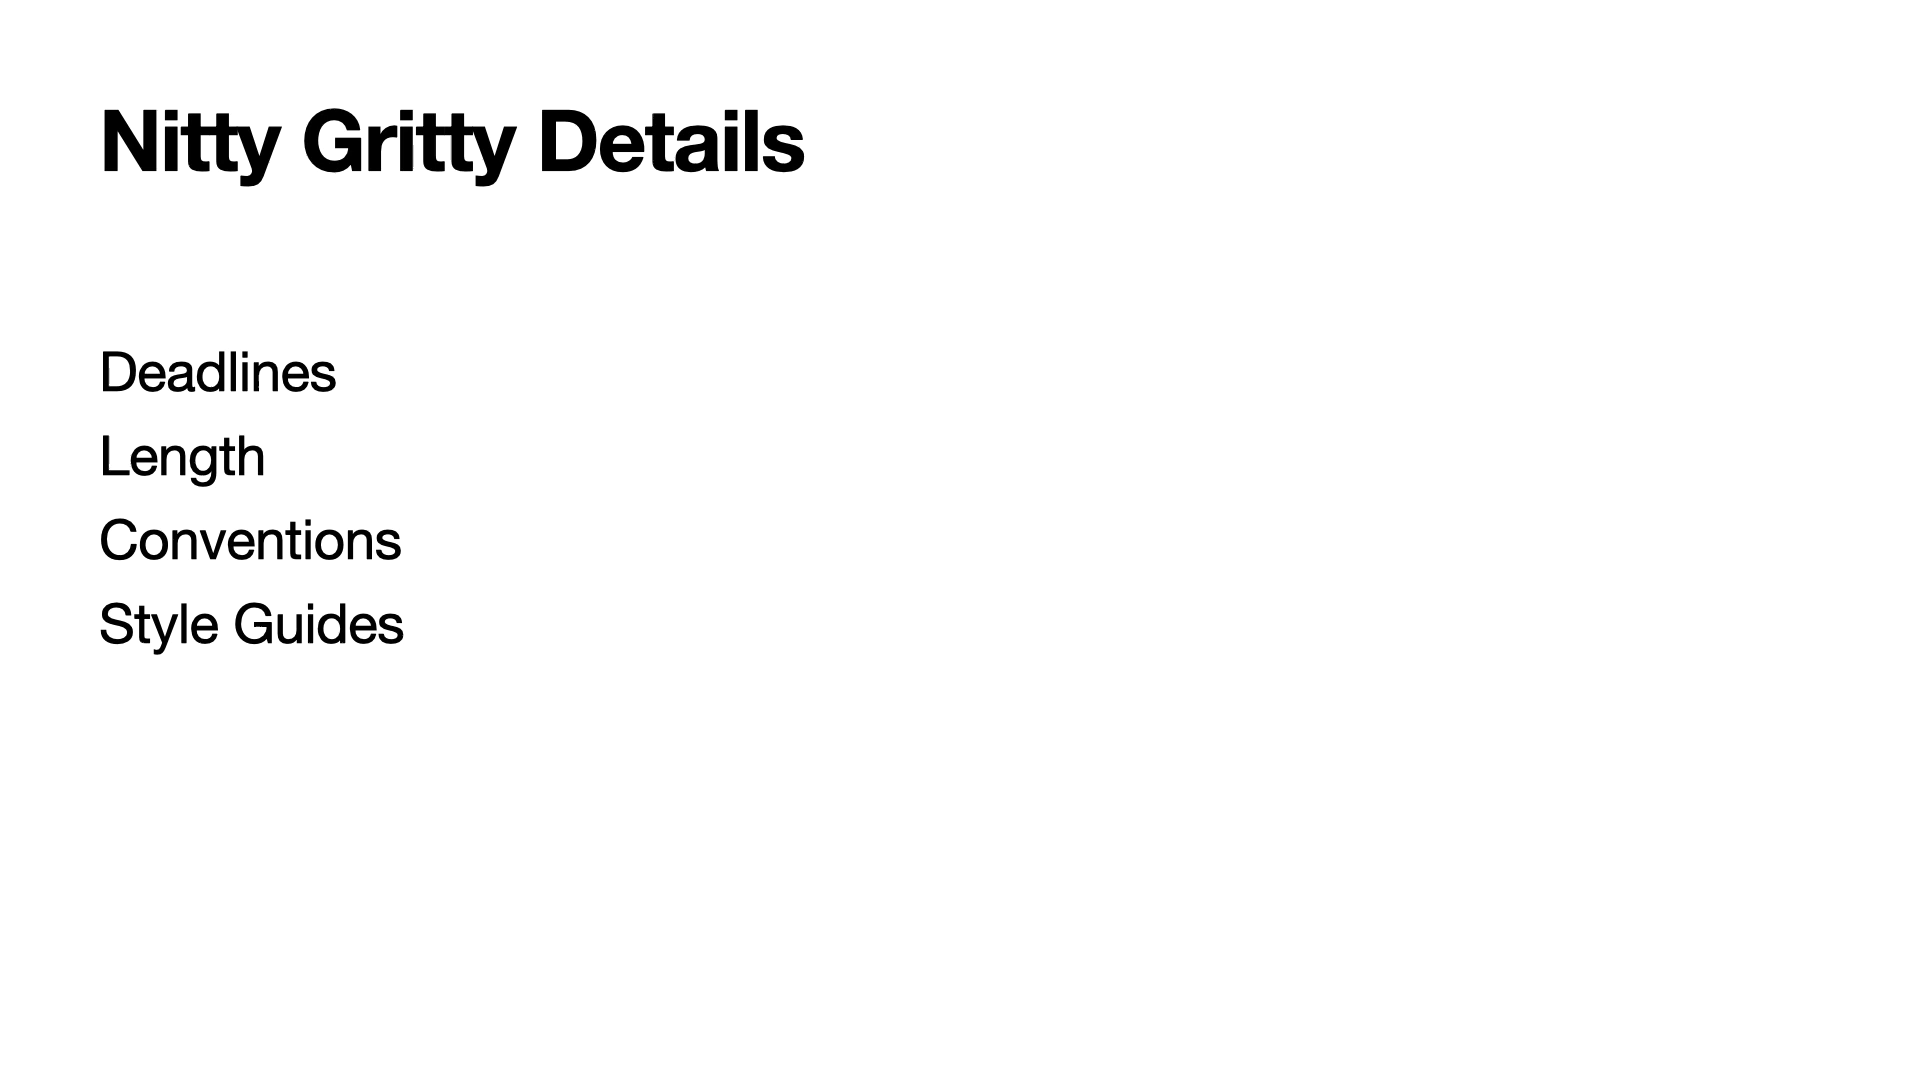 Nitty Gritty Details
Deadlines
Length
Conventions
Style Guides